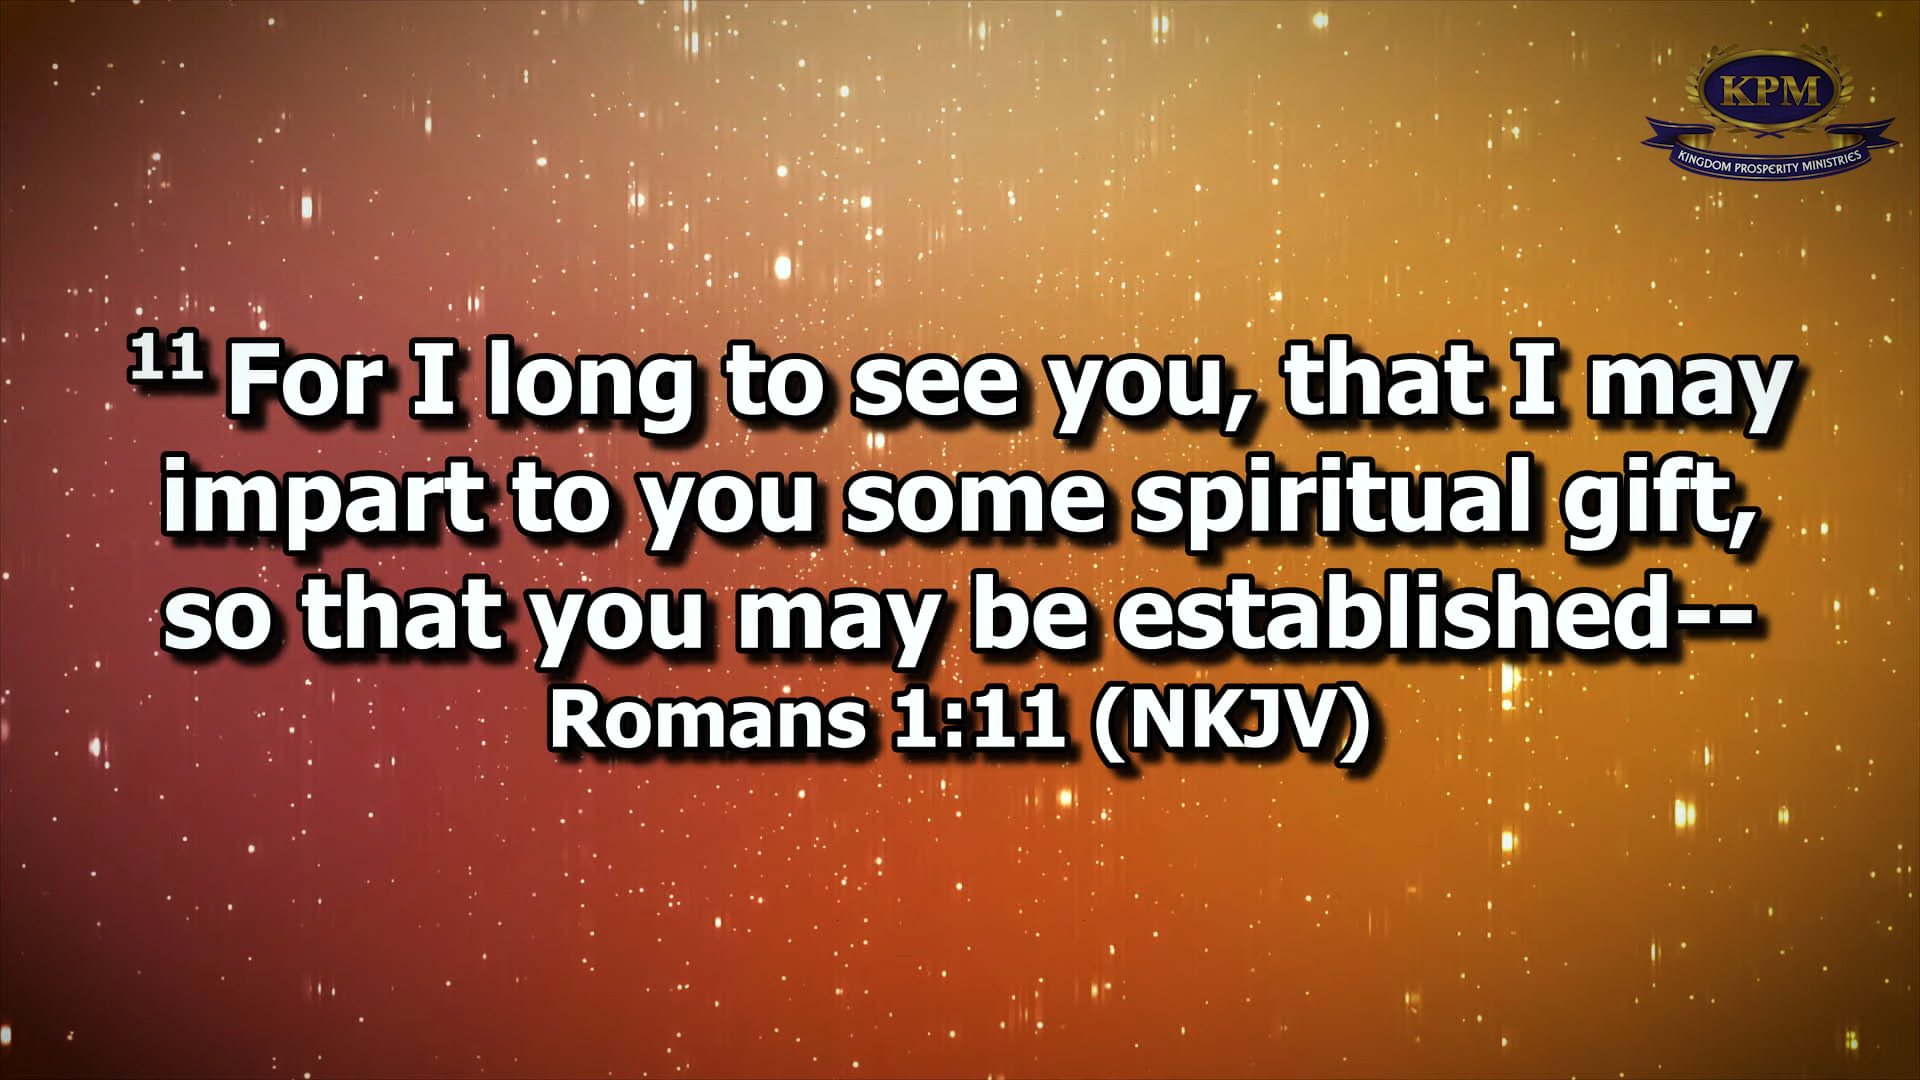 KPM
KINGDOM PROSPERITY MINISTRIES
11 For I long to see you, that I may
impart to you some spiritual gift,
so that you may be established--
Romans 1:11 (NKJV)